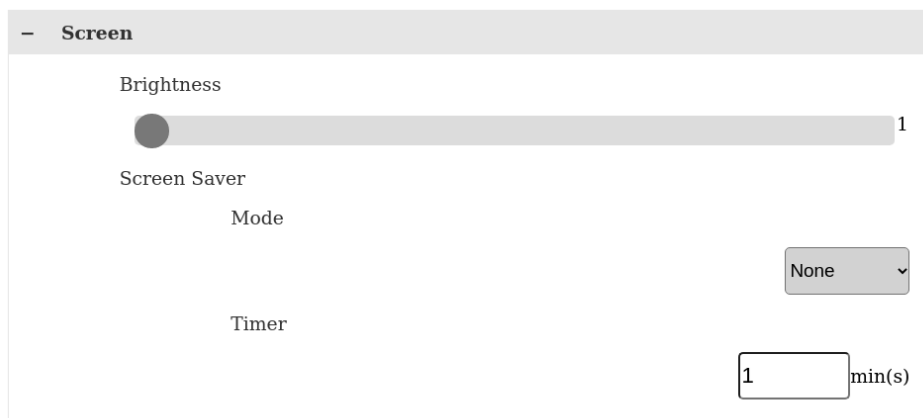 − Screen
Brightness
1
Screen Saver
Mode
None
Timer
1 min(s)